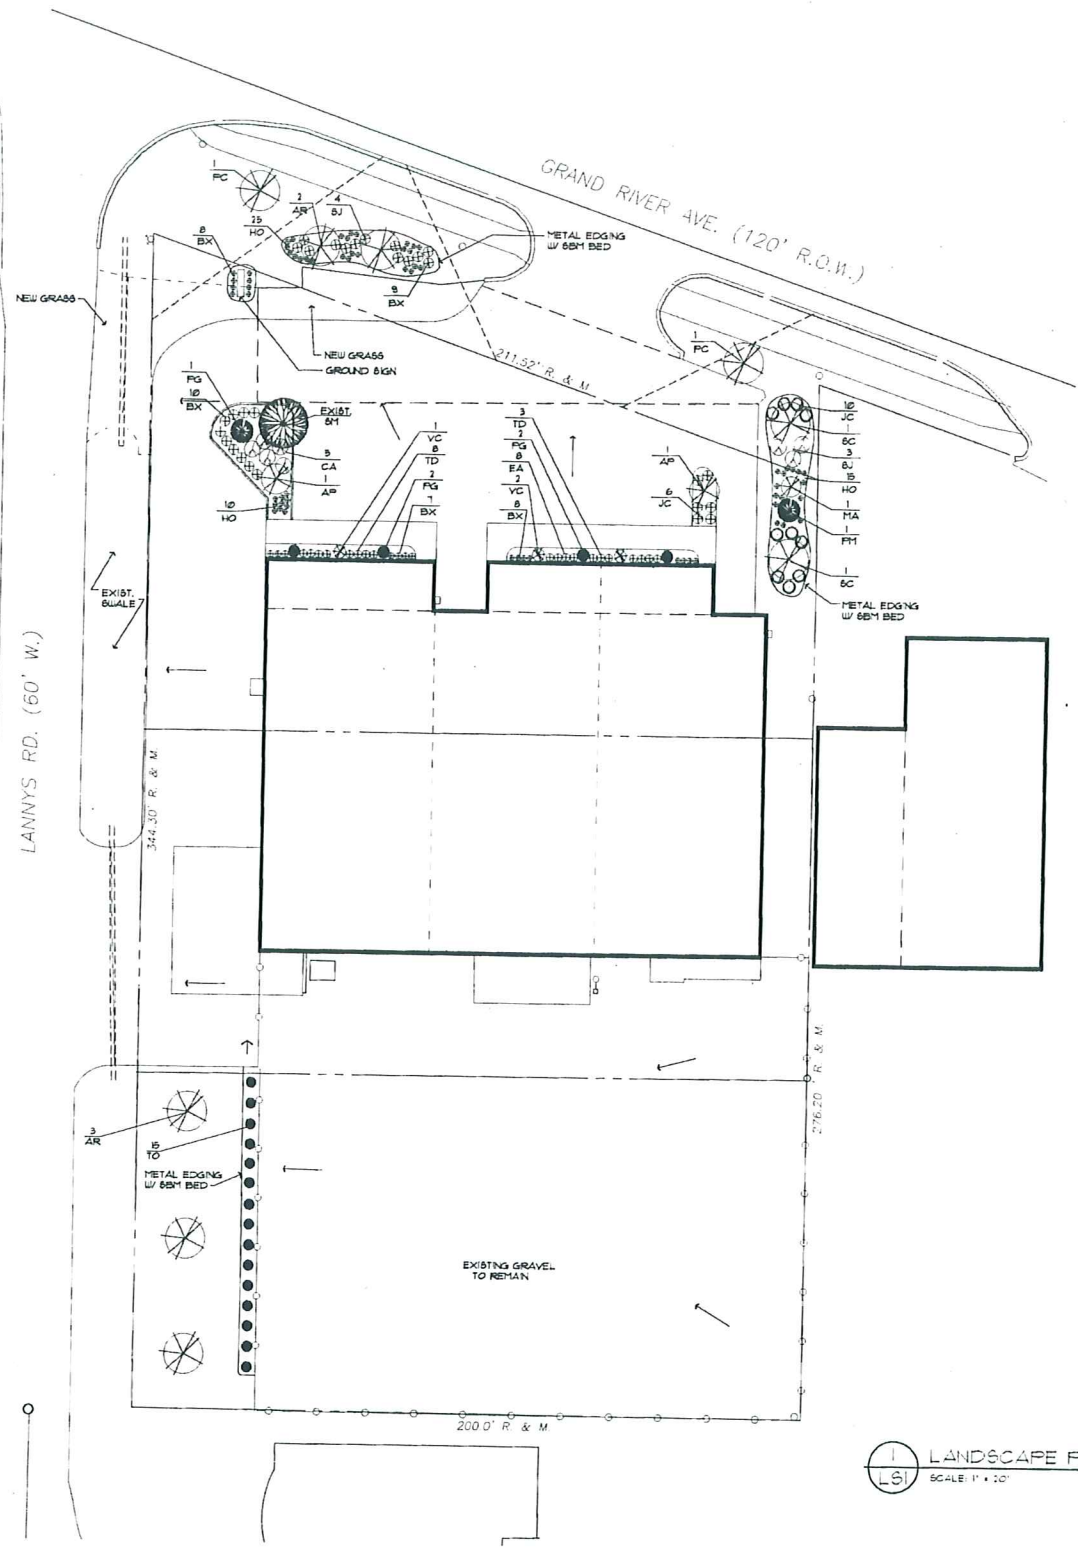 GRAND RIVER AVE. (120' R.O.W.)
1
PC
2
AR
4
SJ
25
HO
8
BX
METAL EDGING
W/ SBM BED
8
BX
NEW GRASS
NEW GRASS
GROUND SIGN
211.52' R. & M.
1
PC
1
PG
10
BX
EXIST.
SM
5
CA
1
AP
10
HO
1
VC
8
TD
2
PG
7
BX
3
TD
2
PG
8
EA
2
VC
8
BX
1
AP
6
JC
10
JC
1
SC
3
SJ
15
HO
1
MA
1
PM
1
SC
METAL EDGING
W/ SBM BED
EXIST.
SWALE
LANNYS RD. (60' W.)
344.30' R. & M.
276.20' R. & M.
3
AR
15
TO
METAL EDGING
W/ SBM BED
EXISTING GRAVEL
TO REMAIN
200.0' R. & M.
1
LS1
LANDSCAPE
SCALE: 1" = 20'